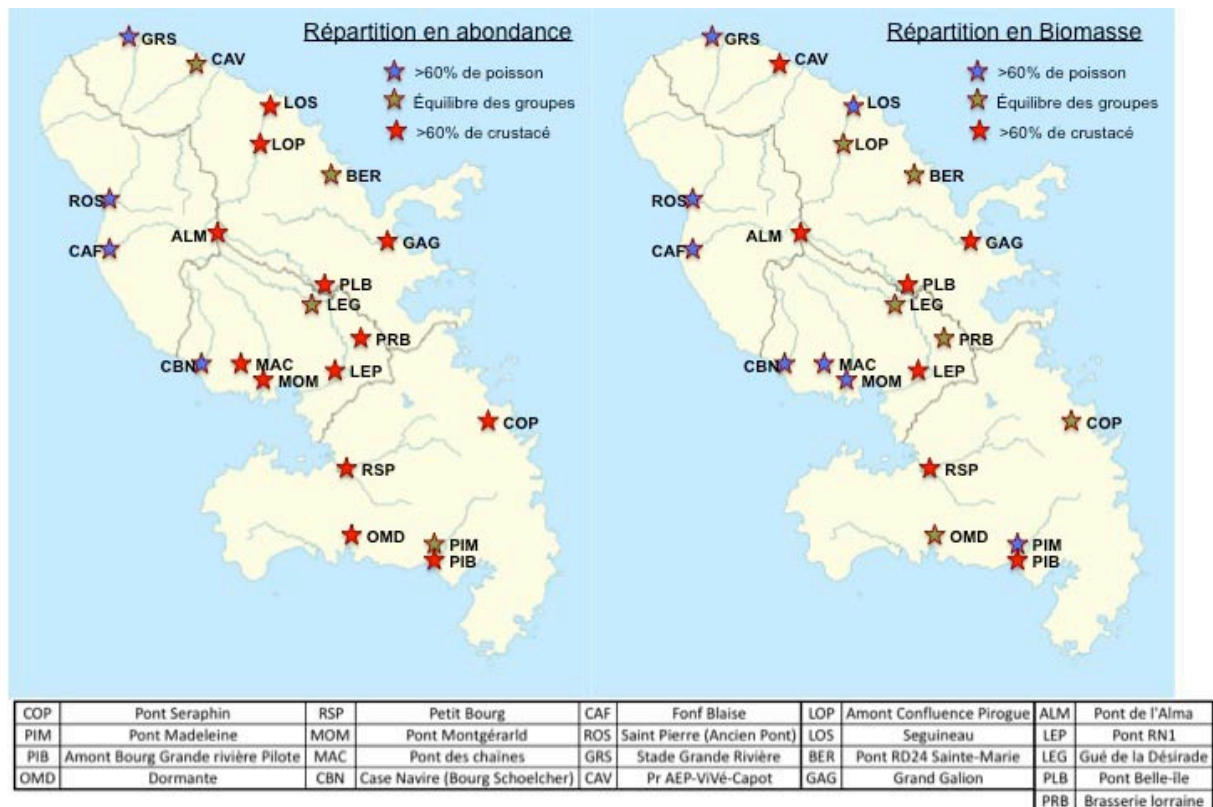 Répartition en abondance
>60% de poisson
Équilibre des groupes
>60% de crustacé
GRS
CAV
LOS
LOP
BER
ROS
CAF
ALM
GAG
PLB
LEG
PRB
CBN
MAC
MOM
LEP
COP
RSP
OMD
PIM
PIB
Répartition en Biomasse
>60% de poisson
Équilibre des groupes
>60% de crustacé
GRS
CAV
LOS
LOP
BER
ROS
CAF
ALM
GAG
PLB
LEG
PRB
CBN
MAC
MOM
LEP
COP
RSP
OMD
PIM
PIB
COP Pont Seraphin RSP Petit Bourg CAF Fonf Blaise LOP Amont Confluence Pirogue ALM Pont de l'Alma
PIM Pont Madeleine MOM Pont Montgérarld ROS Saint Pierre (Ancien Pont) LOS Seguineau LEP Pont RN1
PIB Amont Bourg Grande rivière Pilote MAC Pont des chaînes GRS Stade Grande Rivière BER Pont RD24 Sainte-Marie LEG Gué de la Désirade
OMD Dormante CBN Case Navire (Bourg Schoelcher) CAV Pr AEP-ViVé-Capot GAG Grand Galion PLB Pont Belle-île
PRB Brasserie lorraine